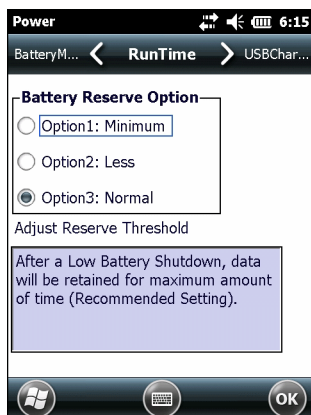 Power 6:15
BatteryM... RunTime USBChar...
Battery Reserve Option
Option1: Minimum
Option2: Less
Option3: Normal
Adjust Reserve Threshold
After a Low Battery Shutdown, data
will be retained for maximum amount
of time (Recommended Setting).
OK